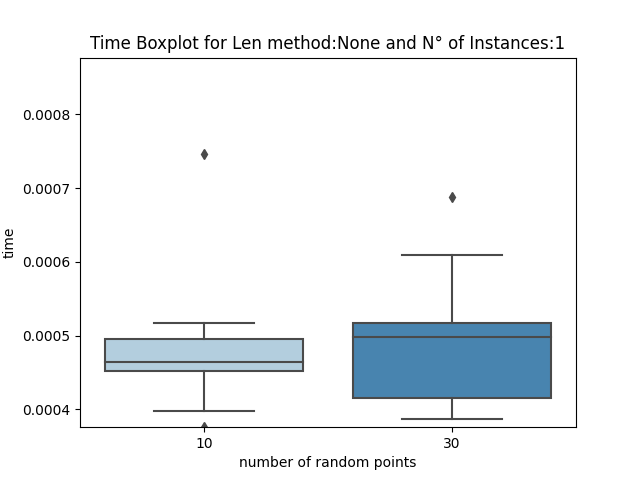 Time Boxplot for Len method:None and N° of Instances:1
0.0008
0.0007
0.0006
0.0005
0.0004
time
10 30
number of random points